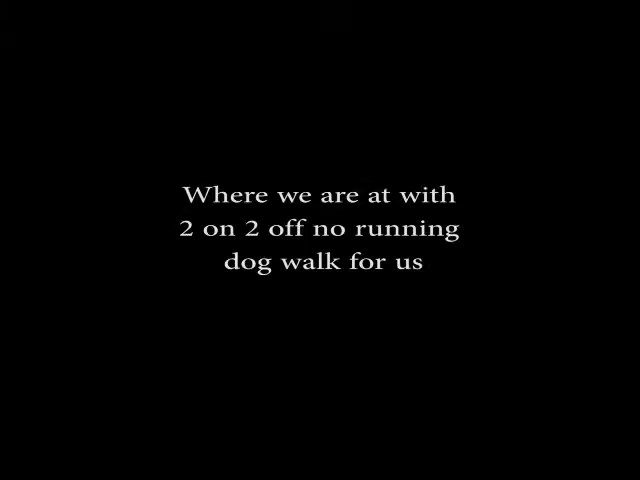 Where we are at with
2 on 2 off no running
dog walk for us